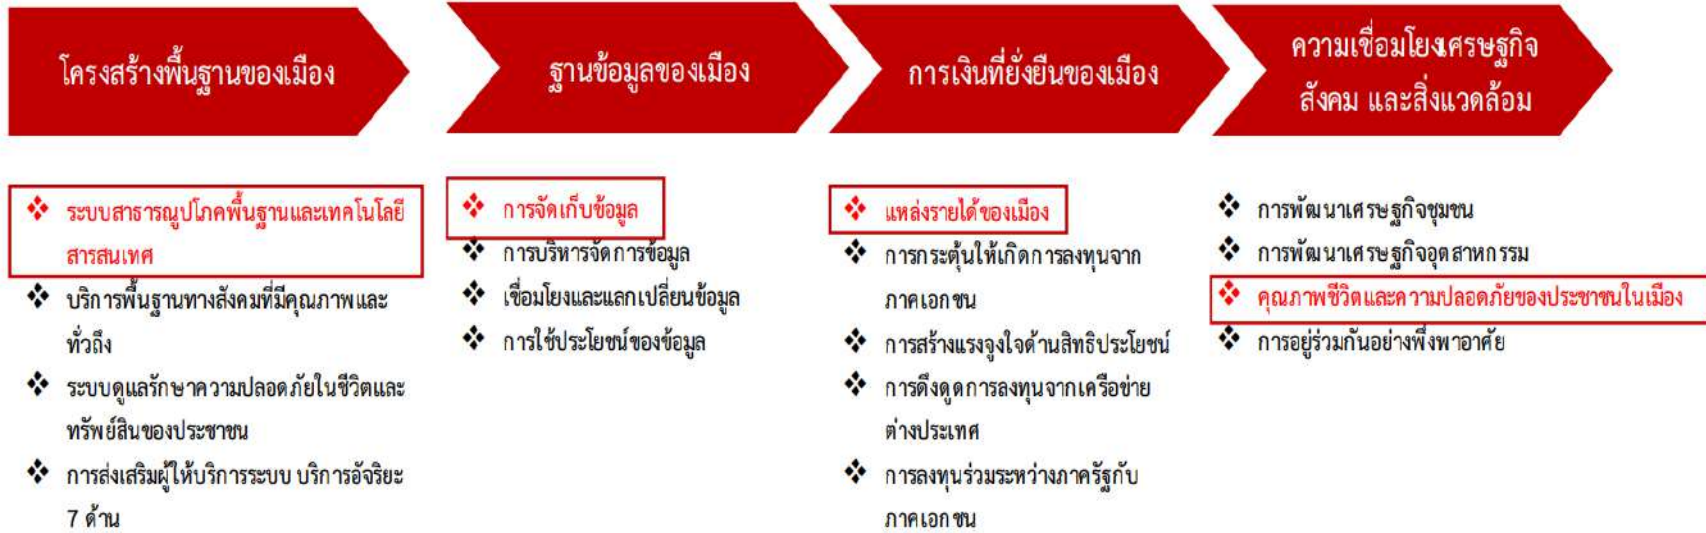 โครงสร้างพื้นฐานของเมือง
ฐานข้อมูลของเมือง
การเงินที่ยั่งยืนของเมือง
ความเชื่อมโยงเศรษฐกิจ
สังคม และสิ่งแวดล้อม
❖ ระบบสาธารณูปโภคพื้นฐานและเทคโนโลยี
สารสนเทศ
❖ บริการพื้นฐานทางสังคมที่มีคุณภาพและ
ทั่วถึง
❖ ระบบดูแลรักษาความปลอดภัยในชีวิตและ
ทรัพย์สินของประชาชน
❖ การส่งเสริมผู้ให้บริการระบบ บริการอัจริยะ
7 ด้าน
❖ การจัดเก็บข้อมูล
❖ การบริหารจัดการข้อมูล
❖ เชื่อมโยงและแลกเปลี่ยนข้อมูล
❖ การใช้ประโยชน์ของข้อมูล
❖ แหล่งรายได้ของเมือง
❖ การกระตุ้นให้เกิดการลงทุนจาก
ภาคเอกชน
❖ การสร้างแรงจูงใจด้านสิทธิประโยชน์
❖ การดึงดูดการลงทุนจากเครือข่าย
ต่างประเทศ
❖ การลงทุนร่วมระหว่างภาครัฐกับ
ภาคเอกชน
❖ การพัฒนาเศรษฐกิจชุมชน
❖ การพัฒนาเศรษฐกิจอุตสาหกรรม
❖ คุณภาพชีวิตและความปลอดภัยของประชาชนในเมือง
❖ การอยู่ร่วมกันอย่างพึ่งพาอาศัย